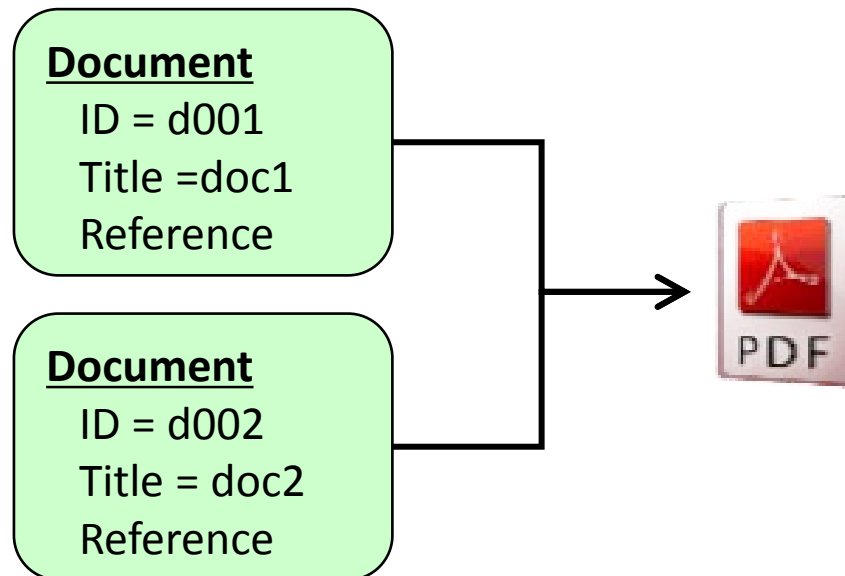 Document
ID = d001
Title =doc1
Reference
Document
ID = d002
Title = doc2
Reference
PDF